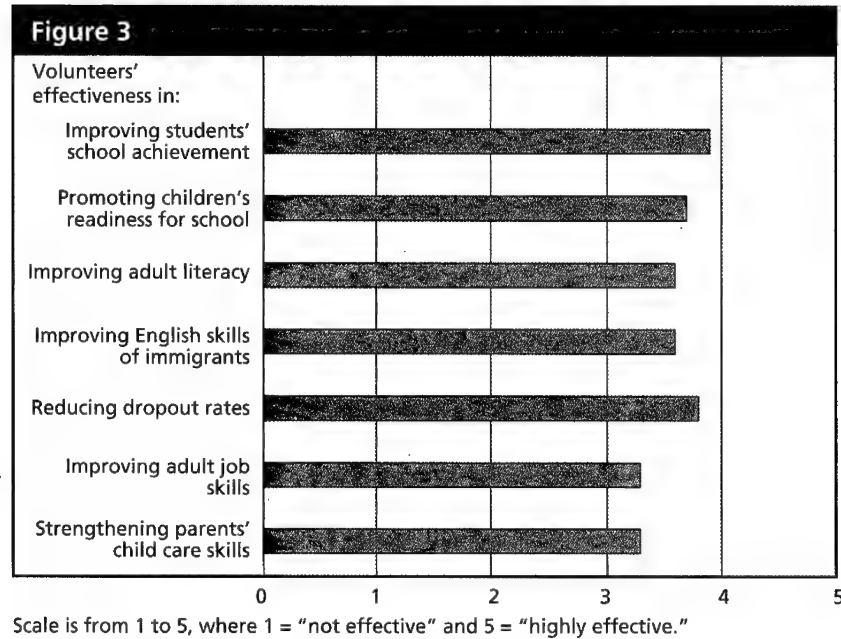 Figure 3
Volunteers'
effectiveness in:
Improving students'
school achievement
Promoting children's
readiness for school
Improving adult literacy
Improving English skills
of immigrants
Reducing dropout rates
Improving adult job
skills
Strengthening parents'
child care skills
0 1 2 3 4 5
Scale is from 1 to 5, where 1 = "not effective" and 5 = "highly effective."